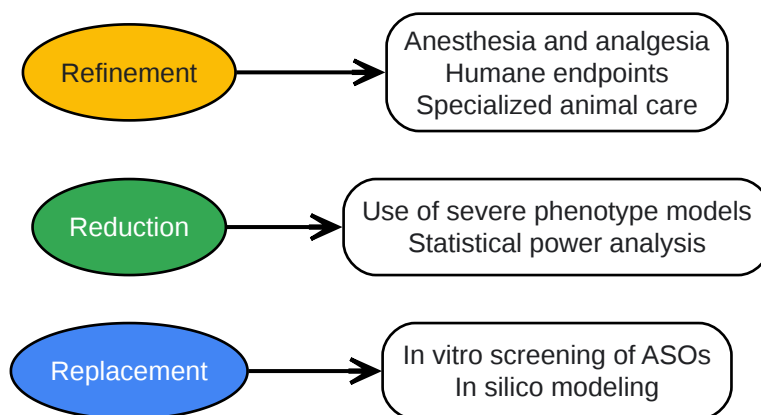 Refinement
Anesthesia and analgesia
Humane endpoints
Specialized animal care
Reduction
Use of severe phenotype models
Statistical power analysis
Replacement
In vitro screening of ASOs
In silico modeling